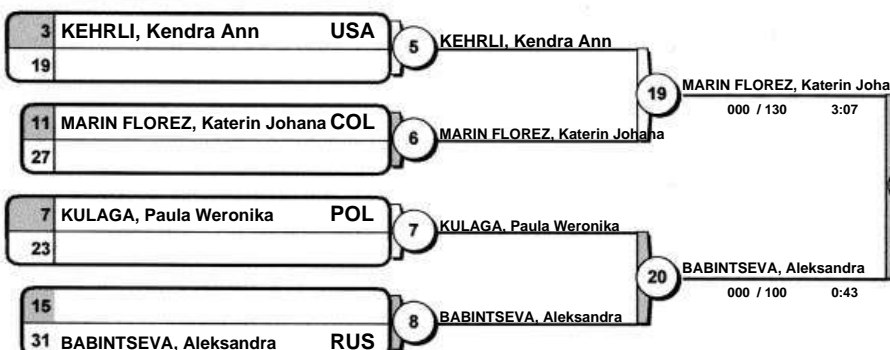 3 KEHRLI, Kendra Ann USA
19
5
KEHRLI, Kendra Ann
11 MARIN FLOREZ, Katerin Johana COL
27
6
MARIN FLOREZ, Katerin Johana
19
MARIN FLOREZ, Katerin Joha
000 / 130 3:07
7 KULAGA, Paula Weronika POL
23
7
KULAGA, Paula Weronika
15
31 BABINTSEVA, Aleksandra RUS
8
BABINTSEVA, Aleksandra
20
BABINTSEVA, Aleksandra
000 / 100 0:43